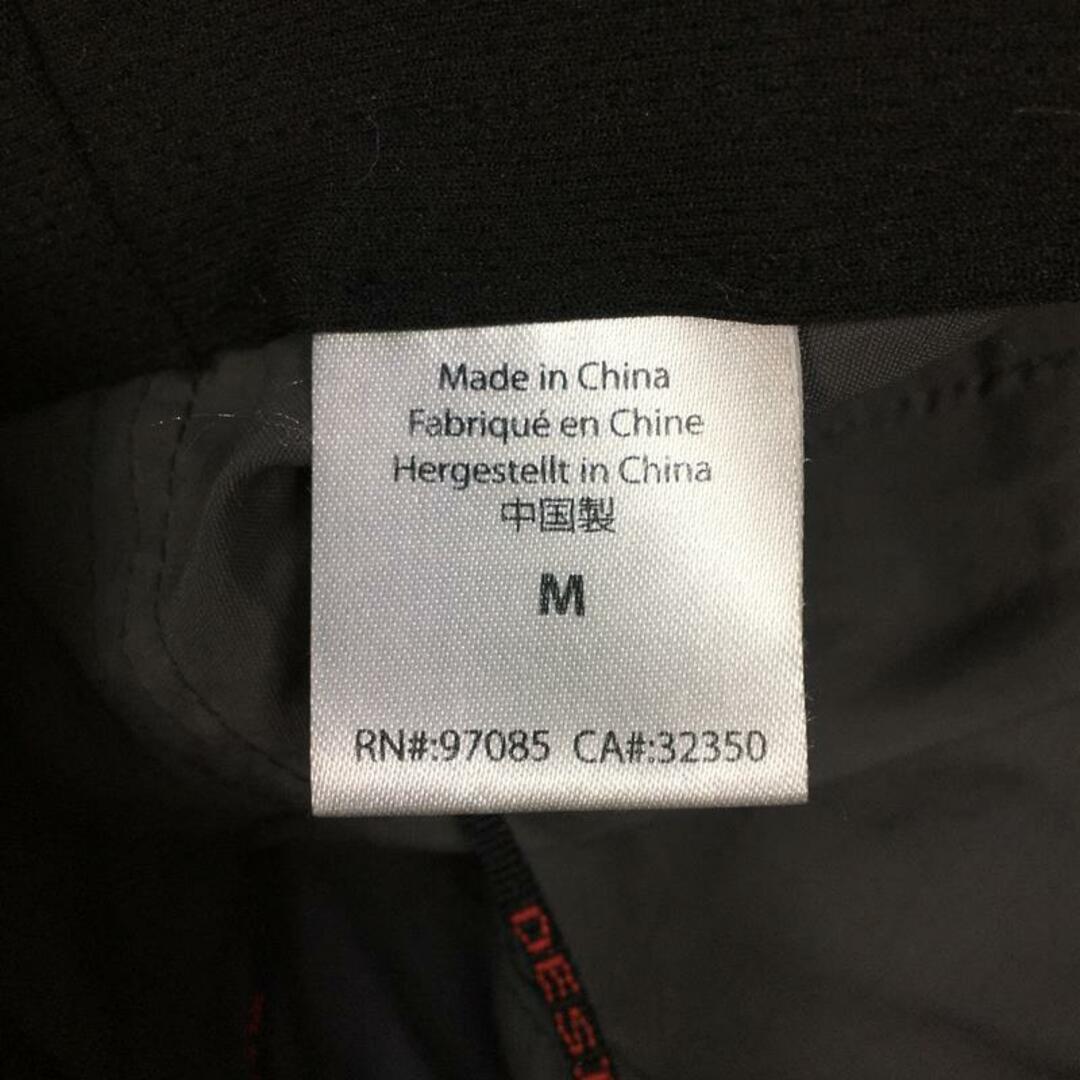 Made in China
Fabriqué en Chine
Hergestellt in China
中国製
M
RN#:97085 CA#:32350